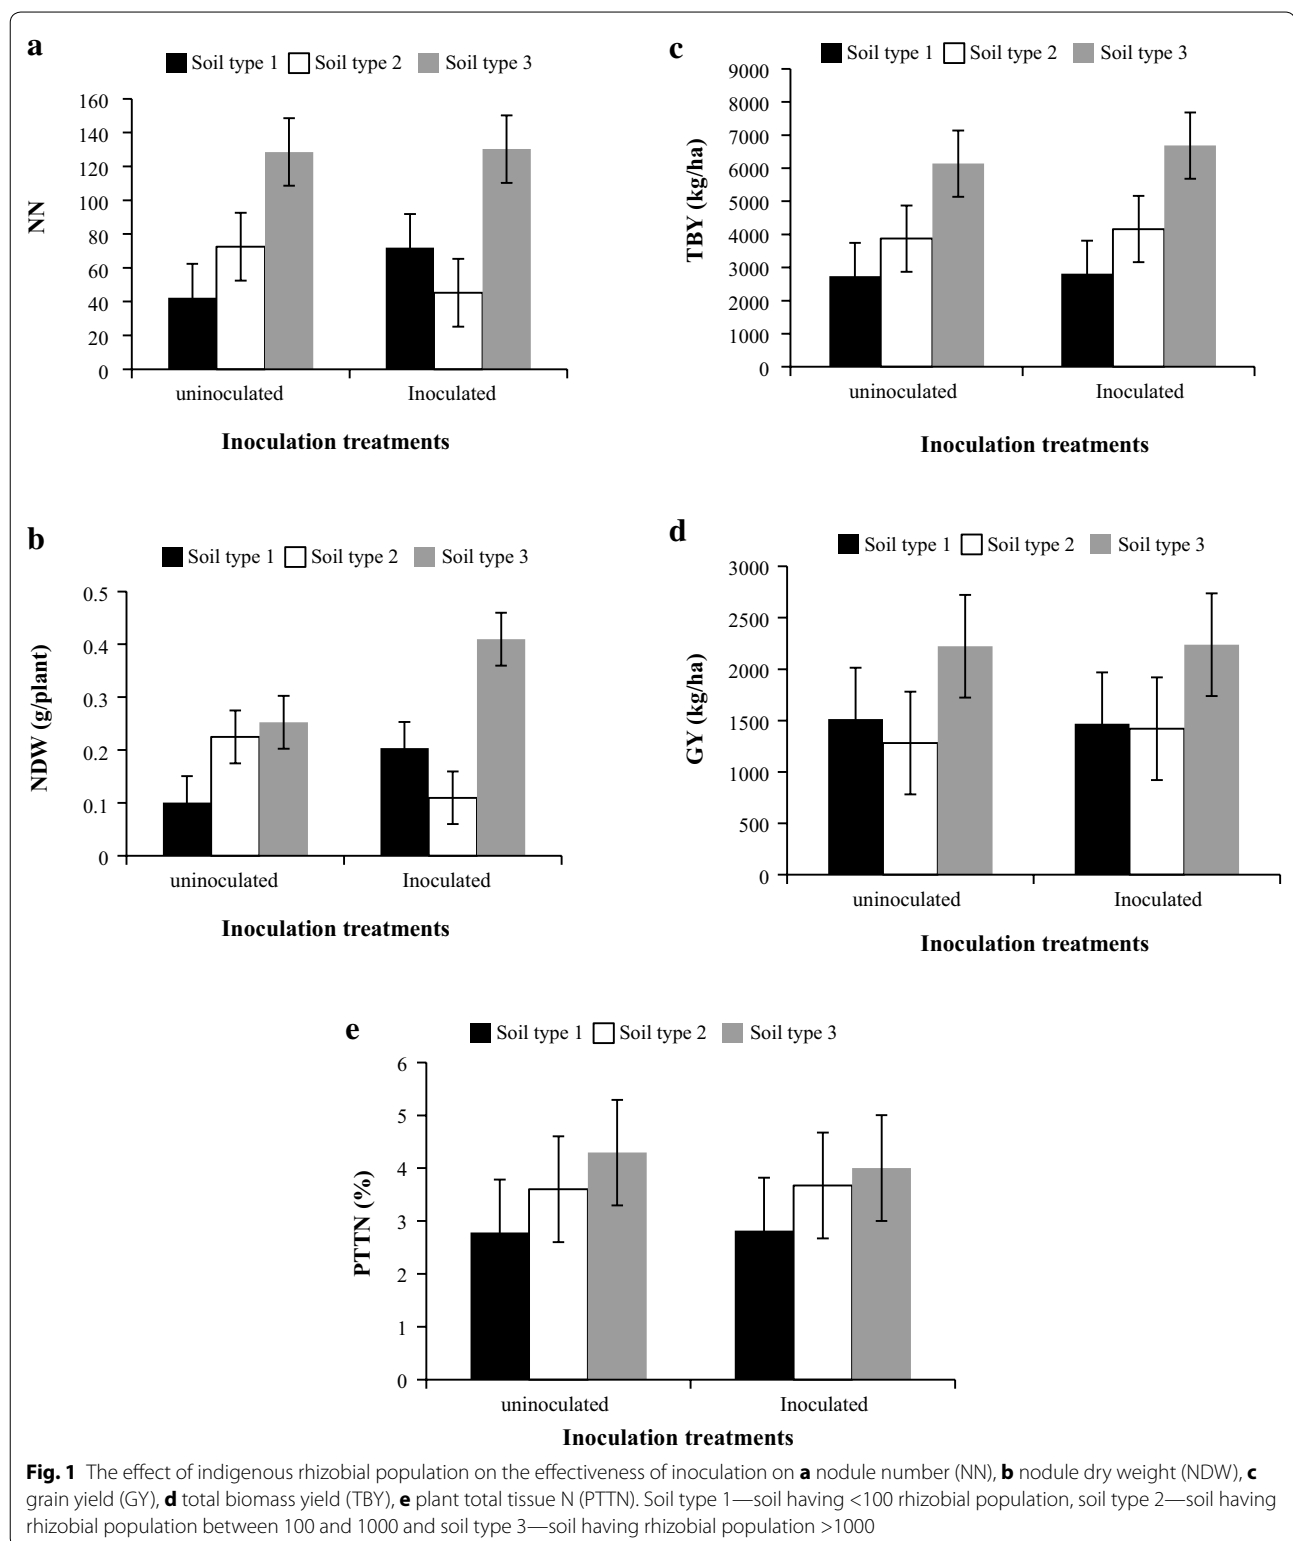 a
Soil type 1 Soil type 2 Soil type 3
160
140
120
100
80
60
40
20
0
NN
uninoculated Inoculated
Inoculation treatments
c
Soil type 1 Soil type 2 Soil type 3
9000
8000
7000
6000
5000
4000
3000
2000
1000
0
TBY (kg/ha)
uninoculated Inoculated
Inoculation treatments
b
Soil type 1 Soil type 2 Soil type 3
0.5
0.4
0.3
0.2
0.1
0
NDW (g/plant)
uninoculated Inoculated
Inoculation treatments
d
Soil type 1 Soil type 2 Soil type 3
3000
2500
2000
1500
1000
500
0
GY (kg/ha)
uninoculated Inoculated
Inoculation treatments
e
Soil type 1 Soil type 2 Soil type 3
6
5
4
3
2
1
0
PTTN (%)
uninoculated Inoculated
Inoculation treatments
Fig. 1 The effect of indigenous rhizobial population on the effectiveness of inoculation on a nodule number (NN), b nodule dry weight (NDW), c
grain yield (GY), d total biomass yield (TBY), e plant total tissue N (PTTN). Soil type 1—soil having <100 rhizobial population, soil type 2—soil having
rhizobial population between 100 and 1000 and soil type 3—soil having rhizobial population >1000